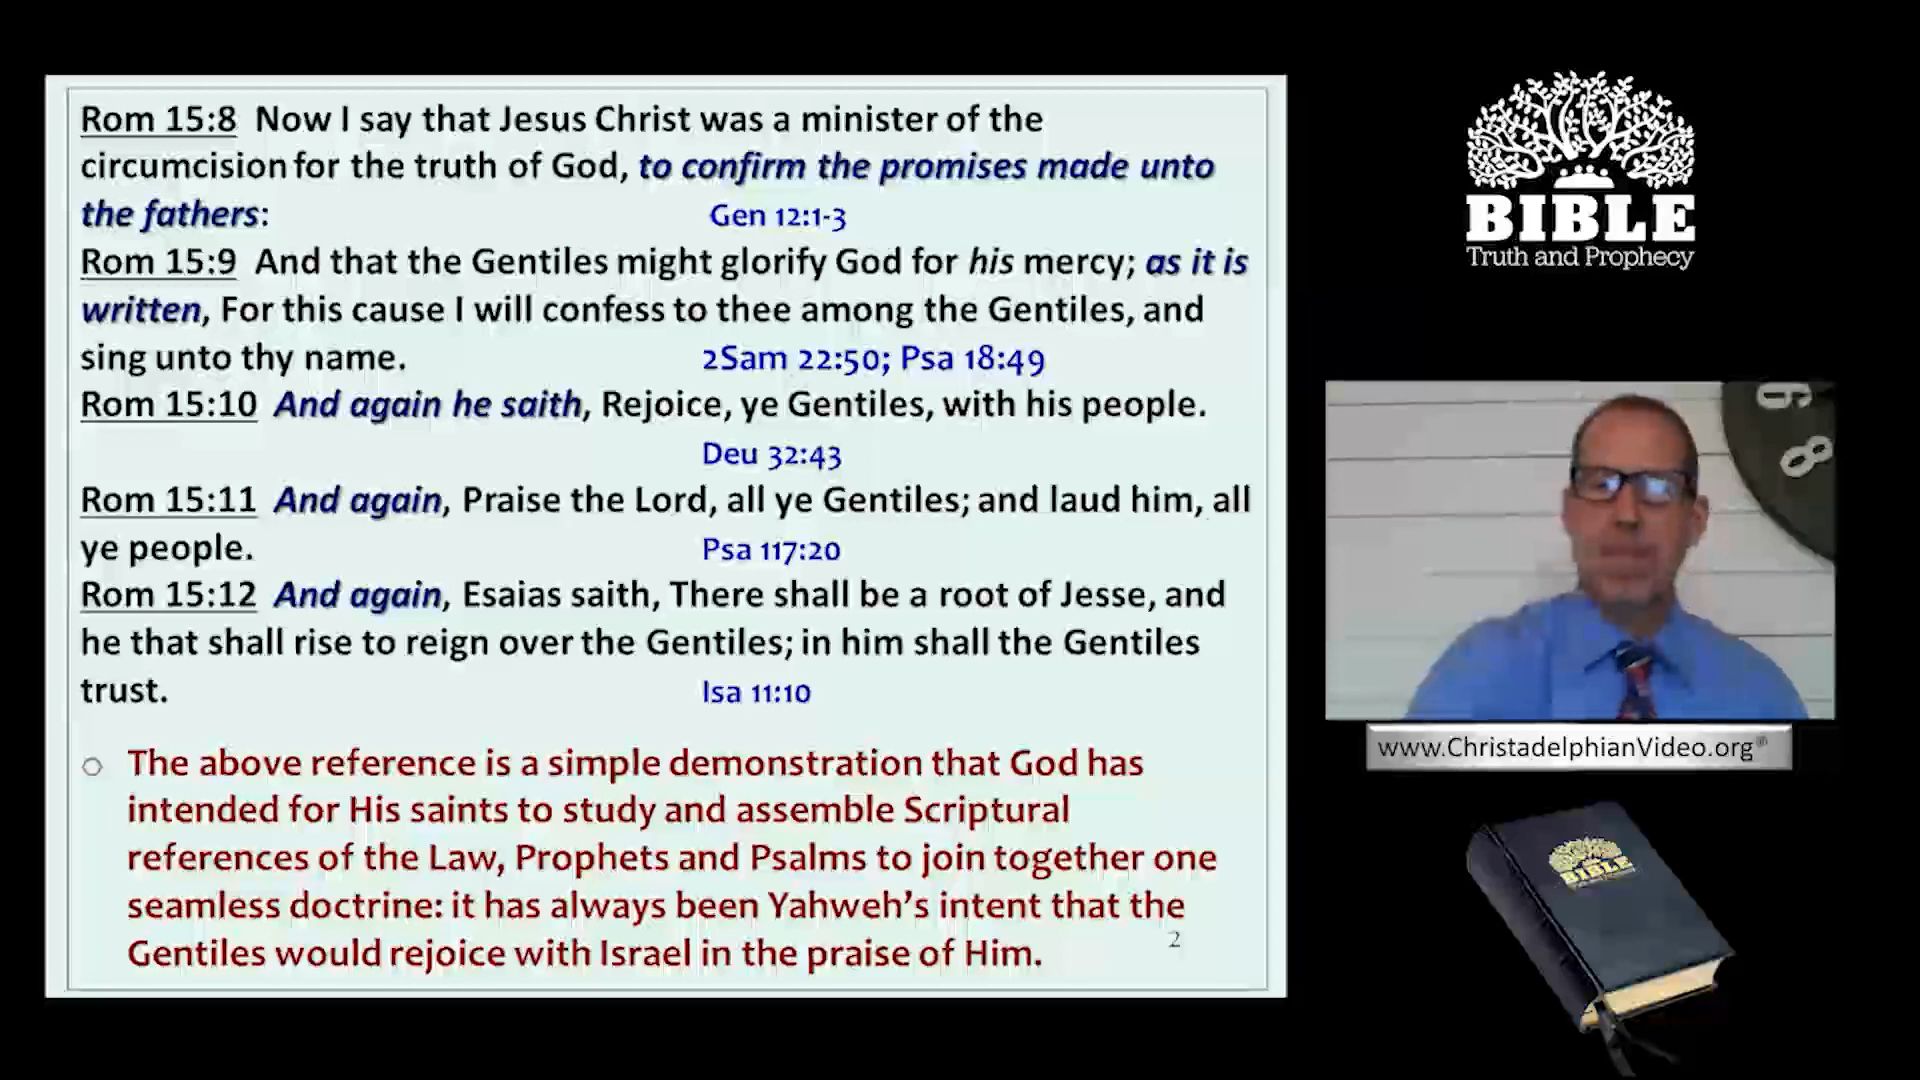 Rom 15:8 Now I say that Jesus Christ was a minister of the
circumcision for the truth of God, to confirm the promises made unto
the fathers: Gen 12:1-3
Rom 15:9 And that the Gentiles might glorify God for his mercy; as it is
written, For this cause I will confess to thee among the Gentiles, and
sing unto thy name. 2Sam 22:50; Psa 18:49
Rom 15:10 And again he saith, Rejoice, ye Gentiles, with his people.
Deu 32:43
Rom 15:11 And again, Praise the Lord, all ye Gentiles; and laud him, all
ye people. Psa 117:20
Rom 15:12 And again, Esaias saith, There shall be a root of Jesse, and
he that shall rise to reign over the Gentiles; in him shall the Gentiles
trust. Isa 11:10
The above reference is a simple demonstration that God has
intended for His saints to study and assemble Scriptural
references of the Law, Prophets and Psalms to join together one
seamless doctrine: it has always been Yahweh's intent that the
Gentiles would rejoice with Israel in the praise of Him.
2
BIBLE
Truth and Prophecy
6
8
www.ChristadelphianVideo.org®
BIBLE